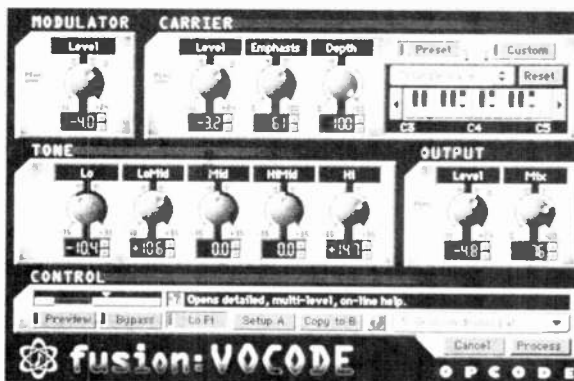 MODULATOR
CARRIER
Level
Level
Emphasis
Depth
Preset
Custom
Reset
-4.0
-3.2
61
100
C3
C4
C5
TONE
OUTPUT
Lo
LoMid
Mid
HiMid
Hi
Level
Mix
-10.4
+10.6
0.0
0.0
+14.7
-4.8
76
CONTROL
? Opens detailed, multi-level, on-line help.
Preview
Bypass
Lo Fi
Setup A
Copy to B
Cancel
Process
fusion: VOCODE
OPCODE